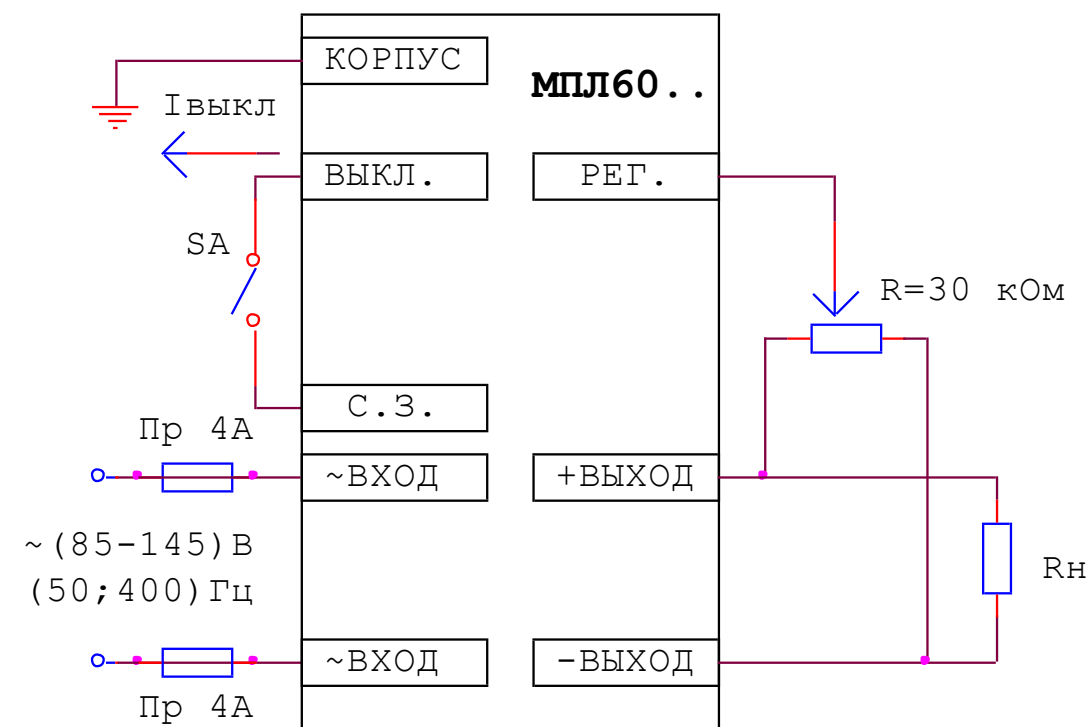 КОРПУС
МПЛ60..
Iвыкл
ВЫКЛ.
РЕГ.
SA
R=30 кОм
С.З.
Пр 4А
~ВХОД
+ВЫХОД
~(85-145)В
(50;400)Гц
Rн
~ВХОД
-ВЫХОД
Пр 4А